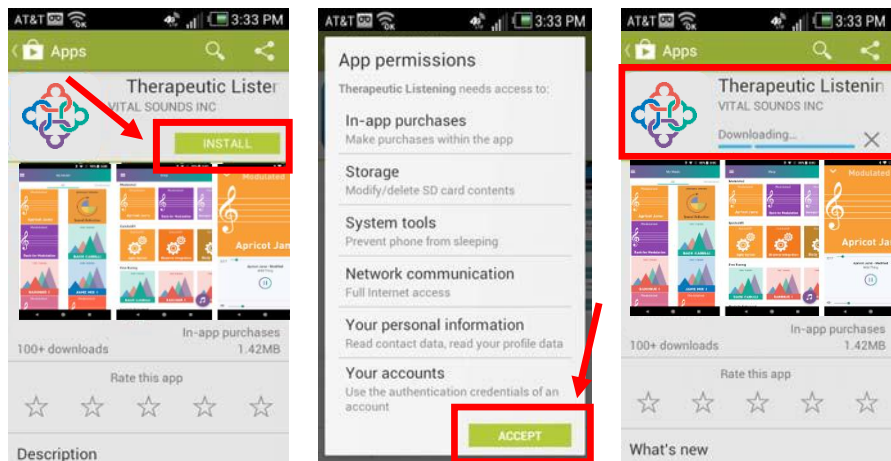 AT&T 3:33 PM
Apps
Therapeutic Lister
VITAL SOUNDS INC
INSTALL
Apricot Jam
In-app purchases
100+ downloads 1.42MB
Rate this app
Description
AT&T 3:33 PM
App permissions
Therapeutic Listening needs access to:
In-app purchases
Make purchases within the app
Storage
Modify/delete SD card contents
System tools
Prevent phone from sleeping
Network communication
Full Internet access
Your personal information
Read contact data, read your profile data
Your accounts
Use the authentication credentials of an
account
ACCEPT
AT&T 3:33 PM
Apps
Therapeutic Listenin
VITAL SOUNDS INC
Downloading...
Modulated
Apricot Ja
In-app purchases
100+ downloads 1.42MB
Rate this app
What's new